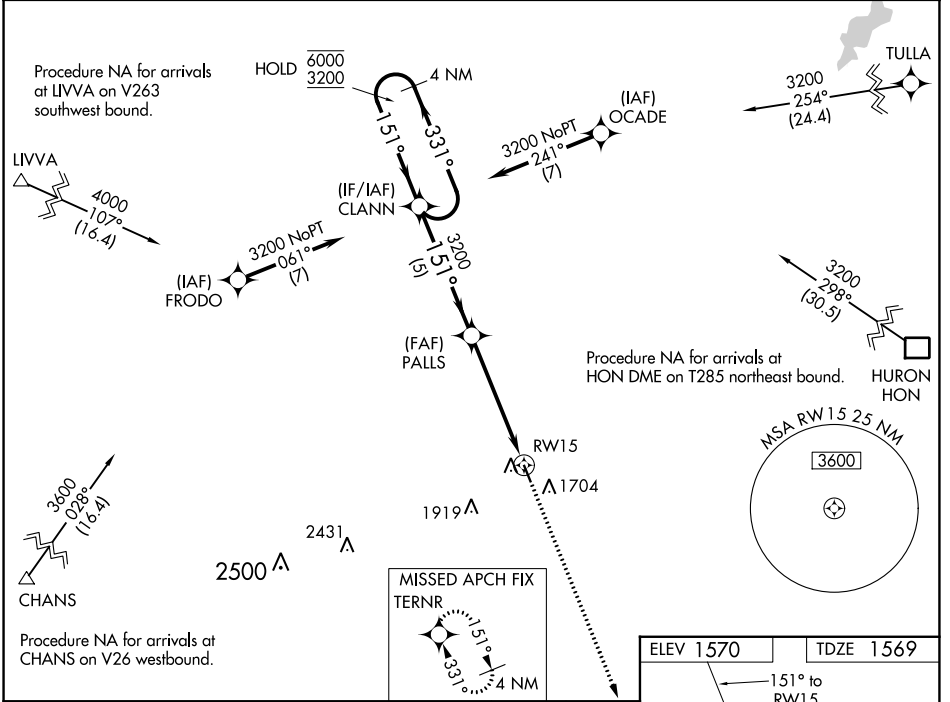 Procedure NA for arrivals
at LIVVA on V263
southwest bound.
HOLD 6000
3200
4 NM
151°
331°
TULLA
3200
254°
(24.4)
(IAF)
OCADE
3200 NoPT
241°
(7)
LIVVA
4000
107°
(16.4)
(IF/IAF)
CLANN
3200 NoPT
061°
(7)
(IAF)
FRODO
3200
151°
(5)
(FAF)
PALLS
3200
298°
(30.5)
Procedure NA for arrivals at
HON DME on T285 northeast bound.
HURON
HON
MSA RW15 25 NM
3600
RW15
1704
1919
2431
2500
3600
028°
(16.4)
CHANS
Procedure NA for arrivals at
CHANS on V26 westbound.
MISSED APCH FIX
TERNR
151°
331°
4 NM
ELEV 1570
TDZE 1569
151° to
RW15